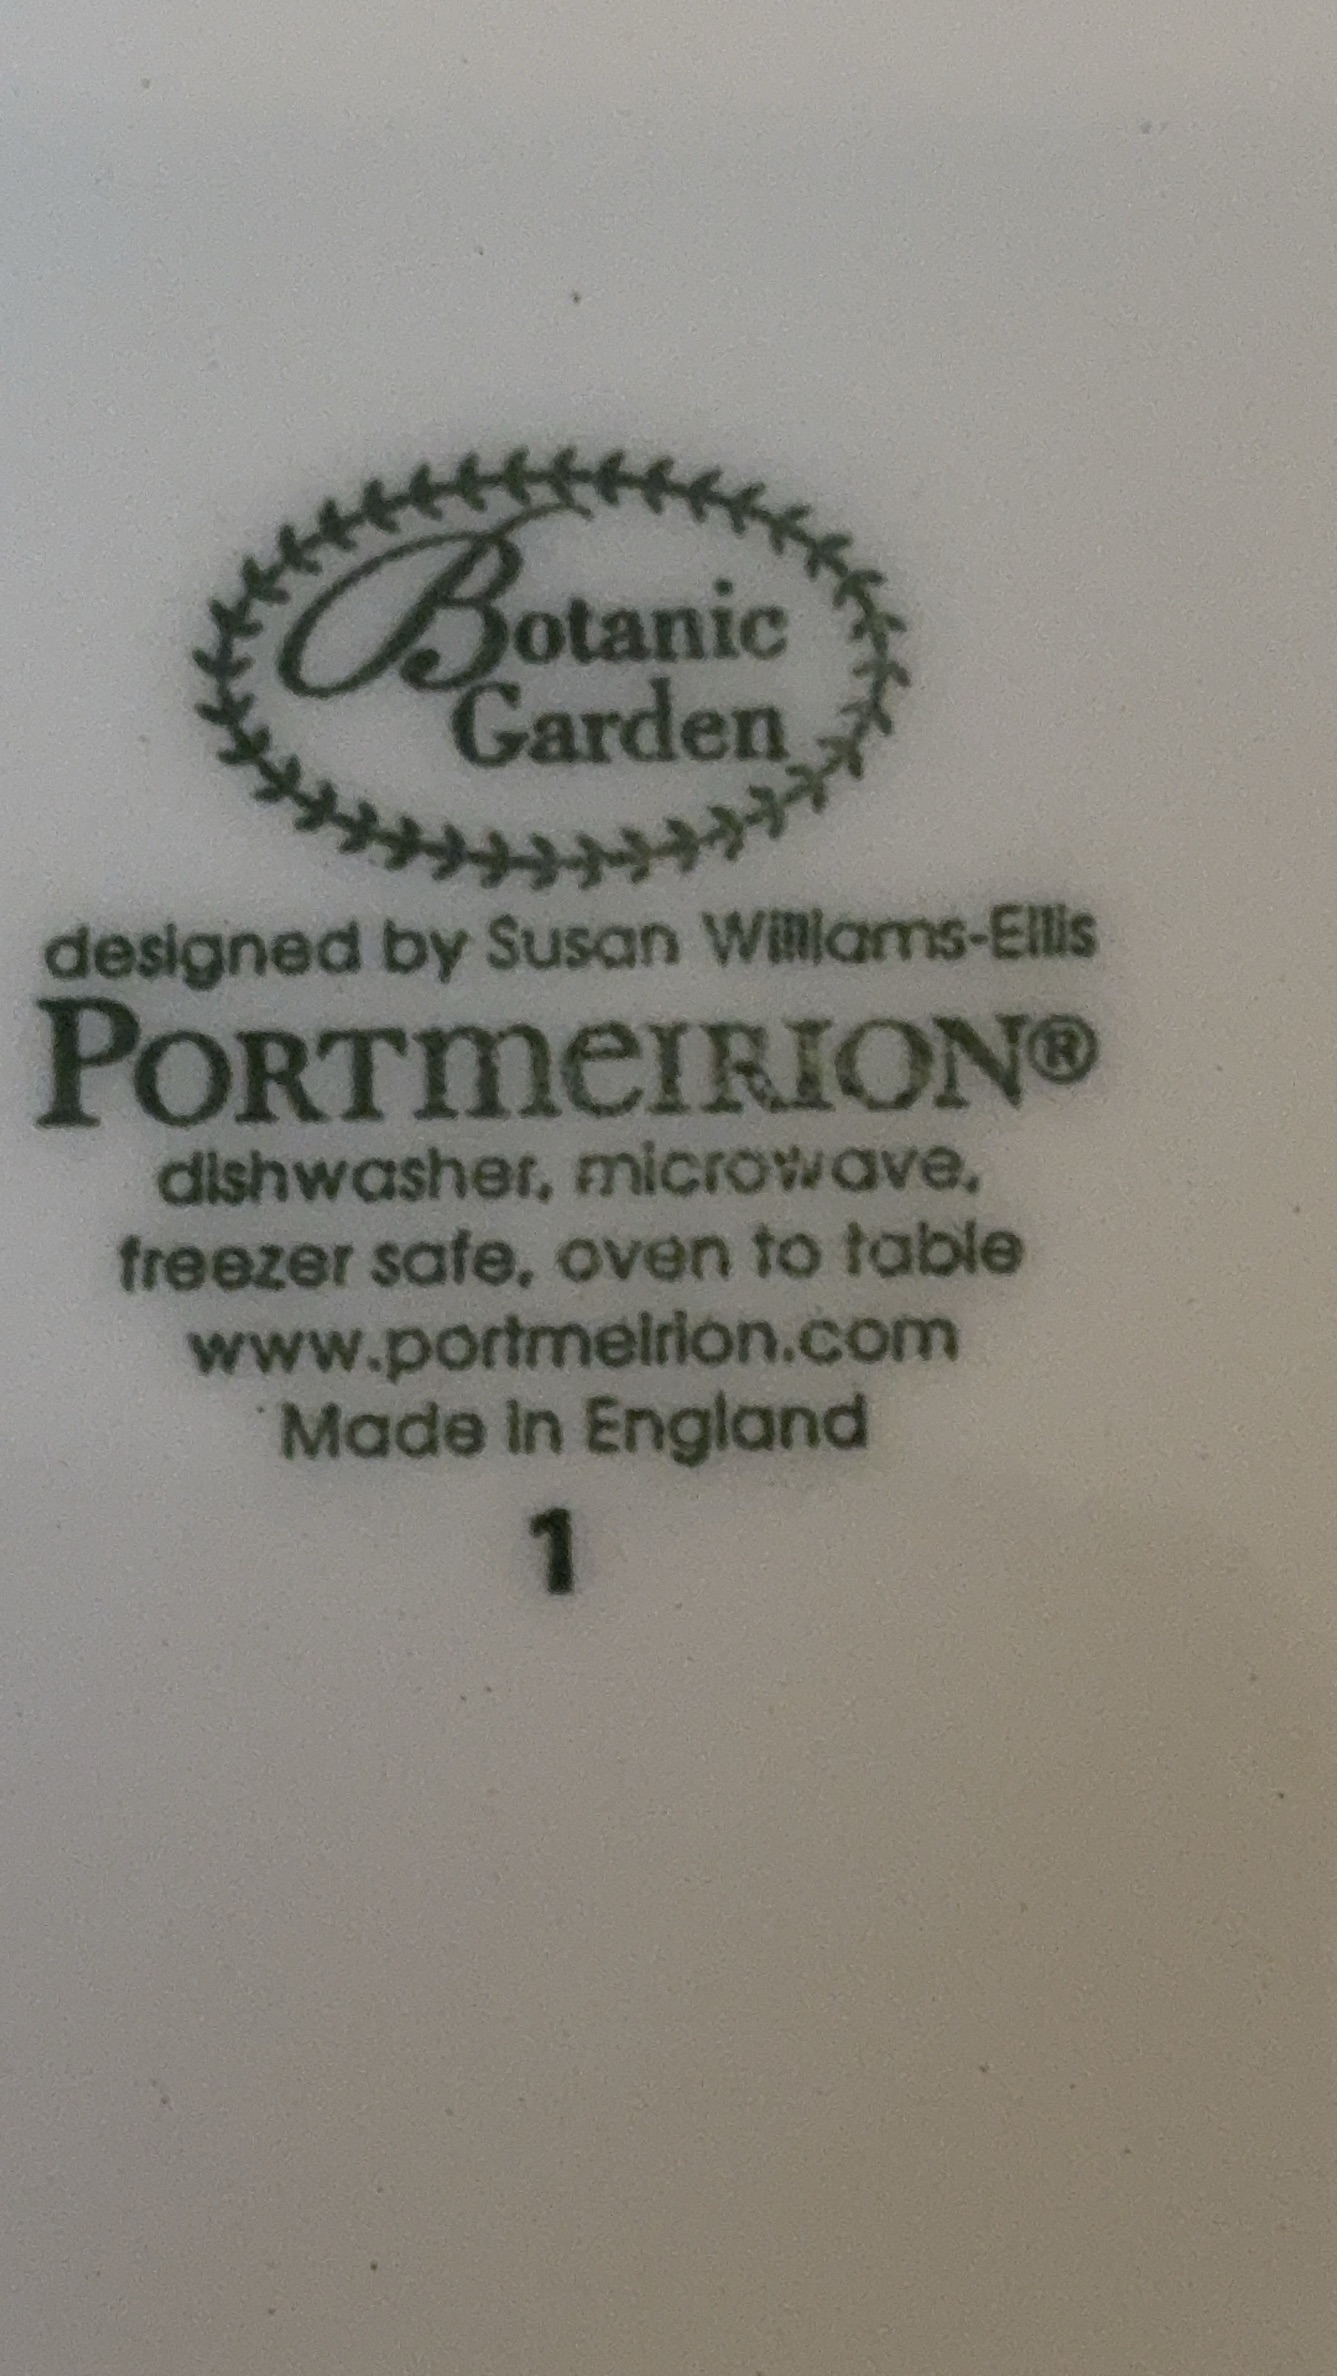 Botanic
Garden
designed by Susan Williams-Ellis
PORTmeIRION®
dishwasher, microwave,
freezer safe, oven to table
www.portmeirion.com
Made in England
1